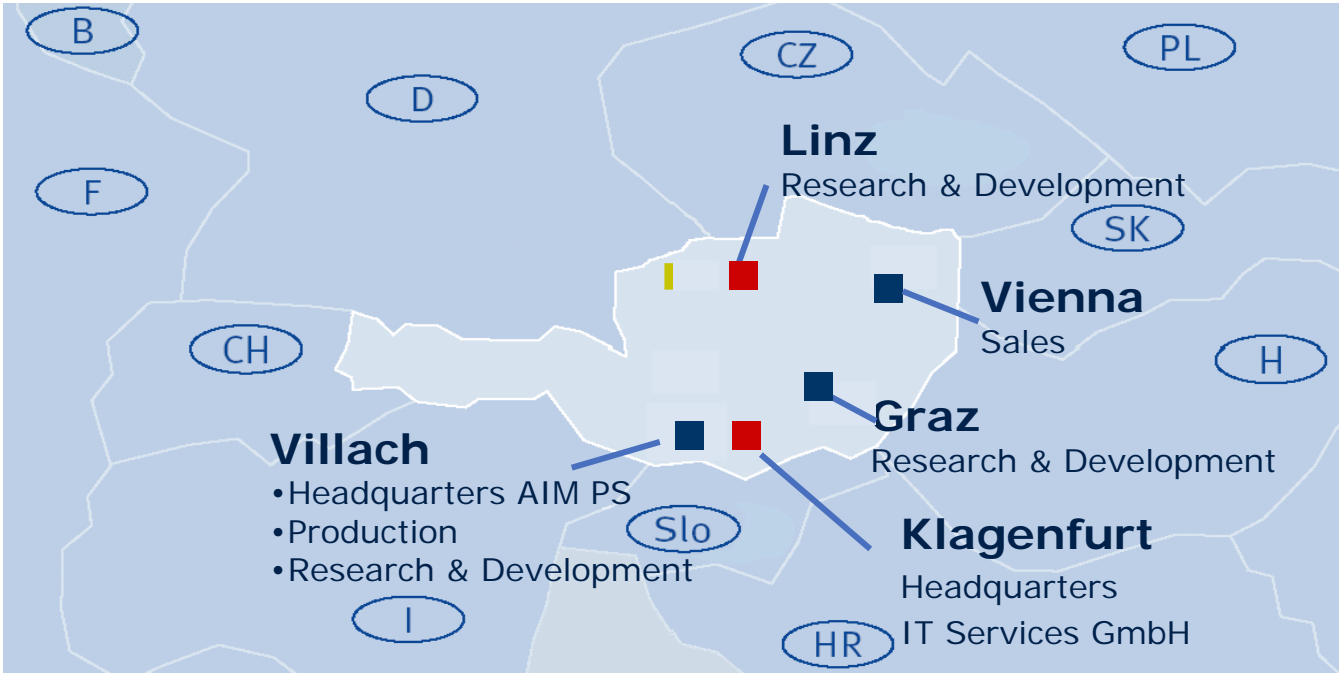 B
CZ
PL
D
Linz
Research & Development
F
SK
Vienna
Sales
CH
H
Graz
Research & Development
Villach
•Headquarters AIM PS
•Production
•Research & Development
Slo
Klagenfurt
Headquarters
IT Services GmbH
I
HR